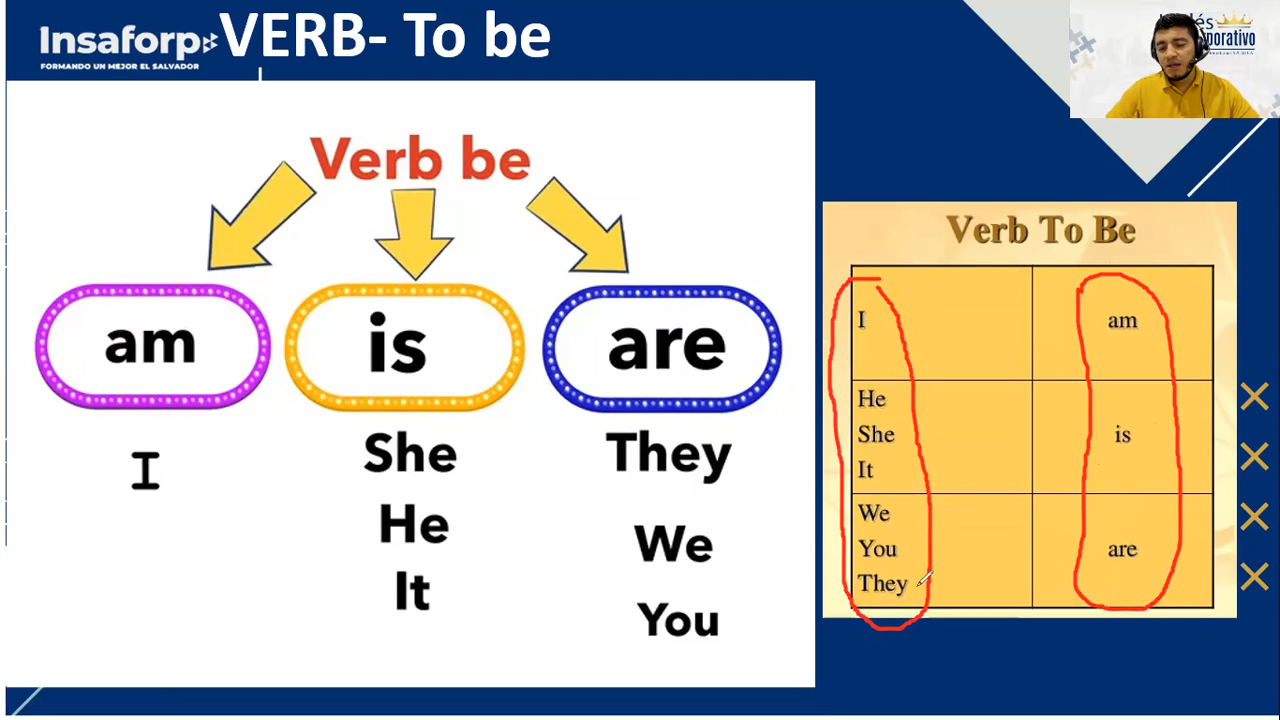 Insaforp
FORMANDO UN MEJOR EL SALVADOR
VERB- To be
Verb be
am
is
are
I
She
He
It
They
We
You
Verb To Be
I
am
He
She
It
is
We
You
They
are